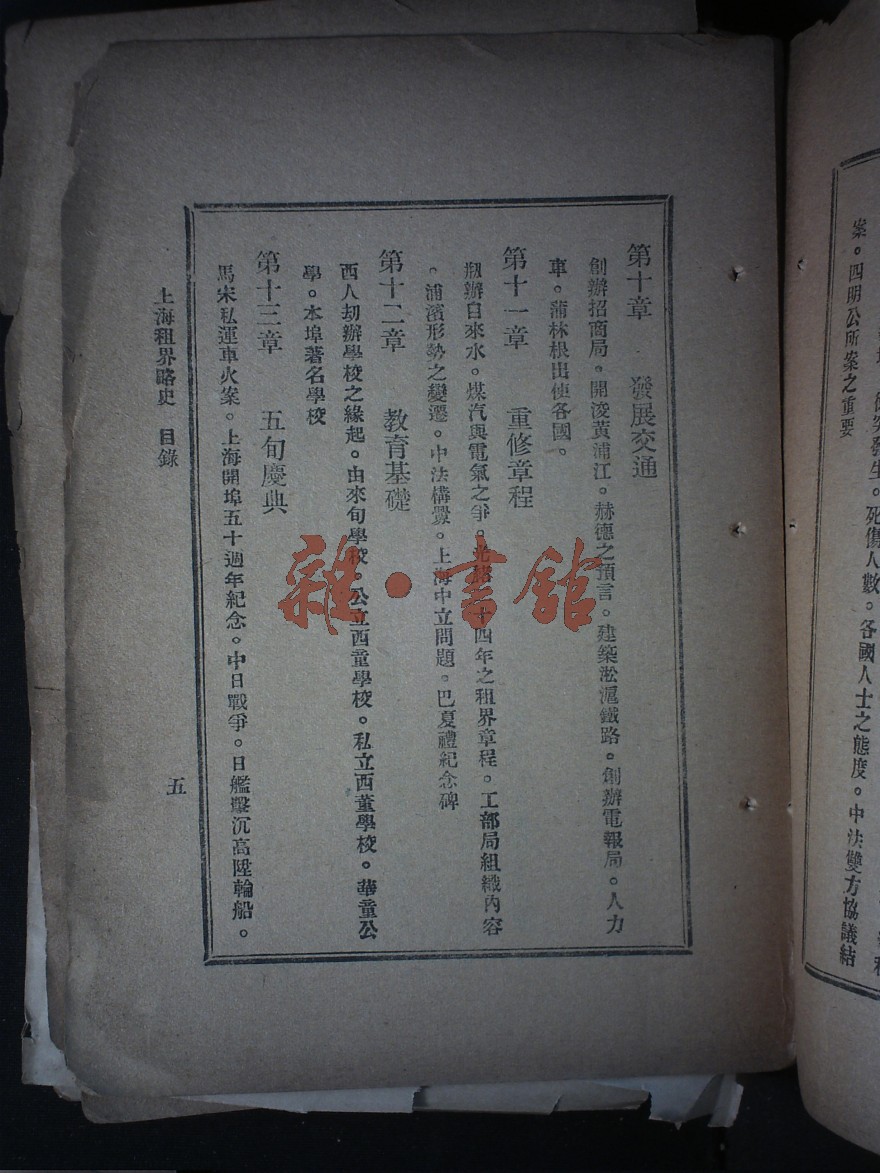 第十章 發展交通
創辦招商局。開浚黃浦江。赫德之預言。建築淞滬鐵路。創辦電報局。人力
車。蒲林根出使各國。
第十一章 重修章程
剏辦自來水。煤汽與電氣之爭。光緒二十四年之租界章程。工部局組織內容
。浦濱形勢之變遷。中法構釁。上海中立問題。巴夏禮紀念碑
第十二章 教育基礎
西人刧辦學校之緣起。由來旬學校。公立西童學校。私立西董學校。華童公
學。本埠著名學校
第十三章 五旬慶典
馬宋私運車火案。上海開埠五十週年紀念。中日戰爭。日艦擊沉高陞輪船。
上海租界略史 目錄
五
雜·書館
衝突發生。死傷人數。各國人士之態度。中法雙方協議結
案。四明公所案之重要